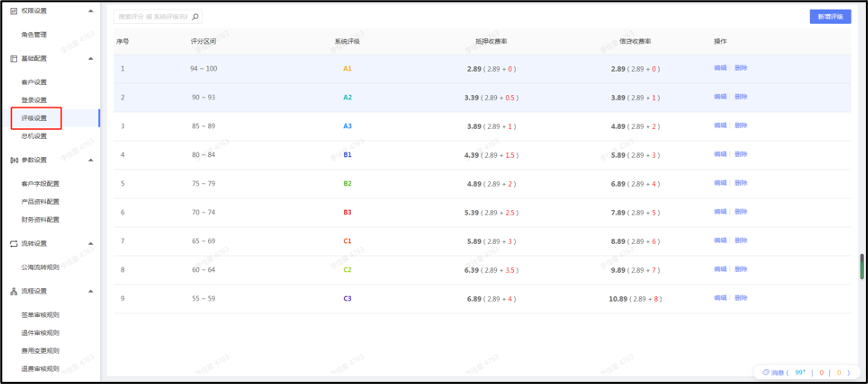 权限设置
角色管理
基础配置
客户设置
登录设置
评级设置
总机设置
参数设置
客户字段配置
产品资料配置
财务资料配置
流转设置
公海流转规则
流程设置
签单审核规则
退件审核规则
费用变更规则
退费审核规则
搜索评分 或 系统评级名称
新增评级
序号 评分区间 系统评级 抵押收费率 信贷收费率 操作
1 94 ~ 100 A1 2.89 ( 2.89 + 0 ) 2.89 ( 2.89 + 0 ) 编辑 删除
2 90 ~ 93 A2 3.39 ( 2.89 + 0.5 ) 3.89 ( 2.89 + 1 ) 编辑 删除
3 85 ~ 89 A3 3.89 ( 2.89 + 1 ) 4.89 ( 2.89 + 2 ) 编辑 删除
4 80 ~ 84 B1 4.39 ( 2.89 + 1.5 ) 5.89 ( 2.89 + 3 ) 编辑 删除
5 75 ~ 79 B2 4.89 ( 2.89 + 2 ) 6.89 ( 2.89 + 4 ) 编辑 删除
6 70 ~ 74 B3 5.39 ( 2.89 + 2.5 ) 7.89 ( 2.89 + 5 ) 编辑 删除
7 65 ~ 69 C1 5.89 ( 2.89 + 3 ) 8.89 ( 2.89 + 6 ) 编辑 删除
8 60 ~ 64 C2 6.39 ( 2.89 + 3.5 ) 9.89 ( 2.89 + 7 ) 编辑 删除
9 55 ~ 59 C3 6.89 ( 2.89 + 4 ) 10.89 ( 2.89 + 8 ) 编辑 删除
消息 ( 99+ | 0 | 0 )